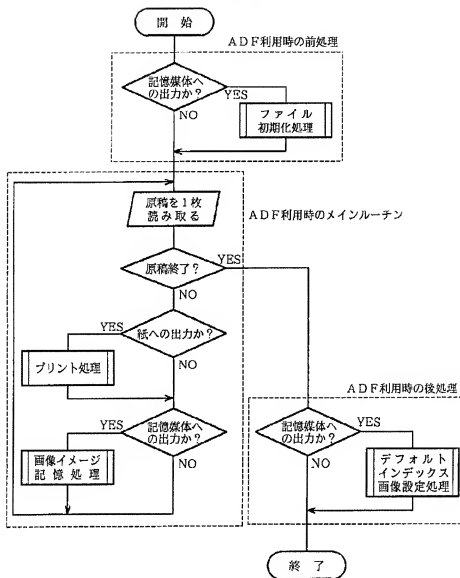 開 始
ADF利用時の前処理
記憶媒体へ
の出力か?
YES
NO
ファイル
初期化処理
原稿を1枚
読み取る
ADF利用時のメインルーチン
原稿終了?
YES
NO
YES
紙への出力か?
NO
プリント処理
ADF利用時の後処理
YES
記憶媒体へ
の出力か?
NO
画像イメージ
記 憶 処 理
記憶媒体へ
の出力か?
YES
NO
デフォルト
インデックス
画像設定処理
終 了